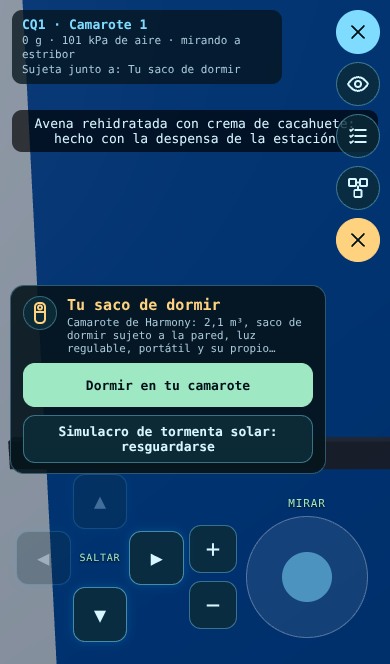 CQ1 · Camarote 1
0 g · 101 kPa de aire · mirando a
estribor
Sujeta junto a: Tu saco de dormir
Avena rehidratada con crema de cacahuete:
hecho con la despensa de la estación
Tu saco de dormir
Camarote de Harmony: 2,1 m³, saco de
dormir sujeto a la pared, luz
regulable, portátil y su propio…
Dormir en tu camarote
Simulacro de tormenta solar:
resguardarse
MIRAR
SALTAR
+
−